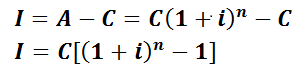 I = A − C = C(1 + i)ⁿ − C
I = C[(1 + i)ⁿ − 1]